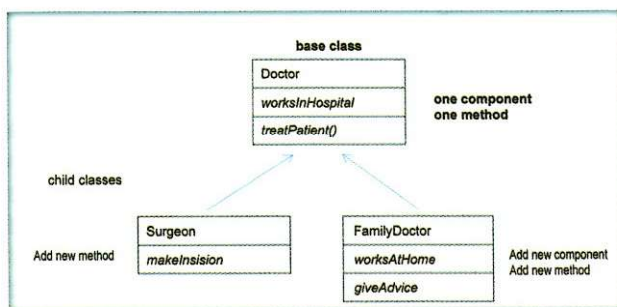 base class
Doctor
worksInHospital
treatPatient()
one component
one method
child classes
Surgeon
makeInsision
Add new method
FamilyDoctor
worksAtHome
giveAdvice
Add new component
Add new method